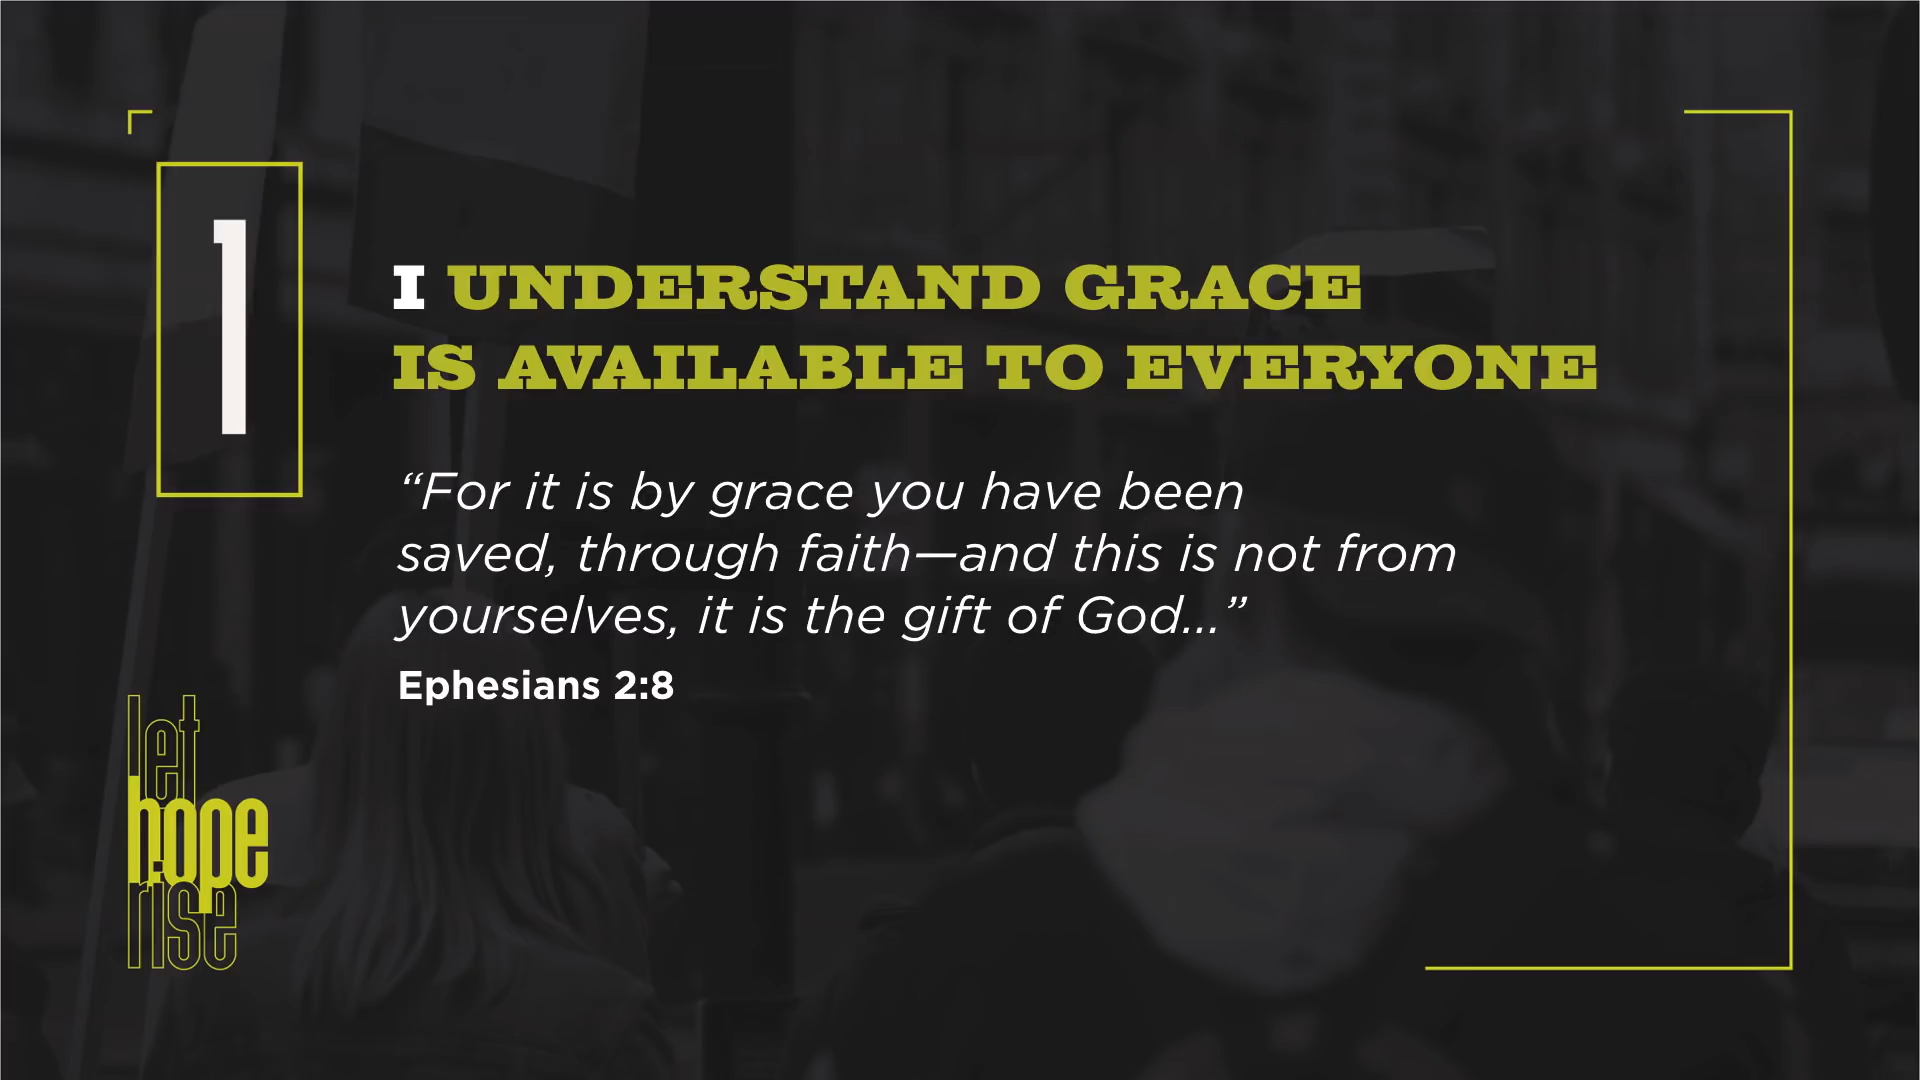 1
I UNDERSTAND GRACE
IS AVAILABLE TO EVERYONE
“For it is by grace you have been
saved, through faith—and this is not from
yourselves, it is the gift of God...”
Ephesians 2:8
let
hope
rise